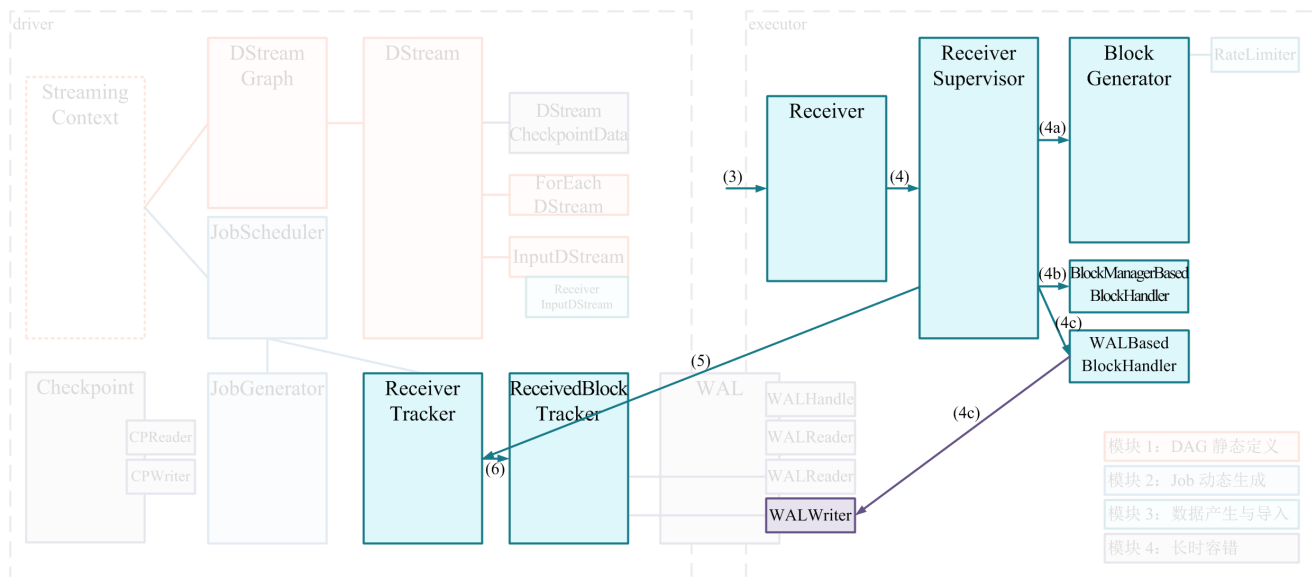 driver
executor
Streaming
Context
DStream
Graph
DStream
DStream
CheckpointData
ForEach
DStream
InputDStream
Receiver
InputDStream
JobScheduler
Checkpoint
CPReader
CPWriter
JobGenerator
Receiver
Tracker
ReceivedBlock
Tracker
(6)
(5)
WAL
WALHandle
WALReader
WALReader
WALWriter
(3)
Receiver
(4)
Receiver
Supervisor
(4a)
Block
Generator
RateLimiter
(4b)
BlockManagerBased
BlockHandler
(4c)
WALBased
BlockHandler
(4c)
模块 1：DAG 静态定义
模块 2：Job 动态生成
模块 3：数据产生与导入
模块 4：长时容错